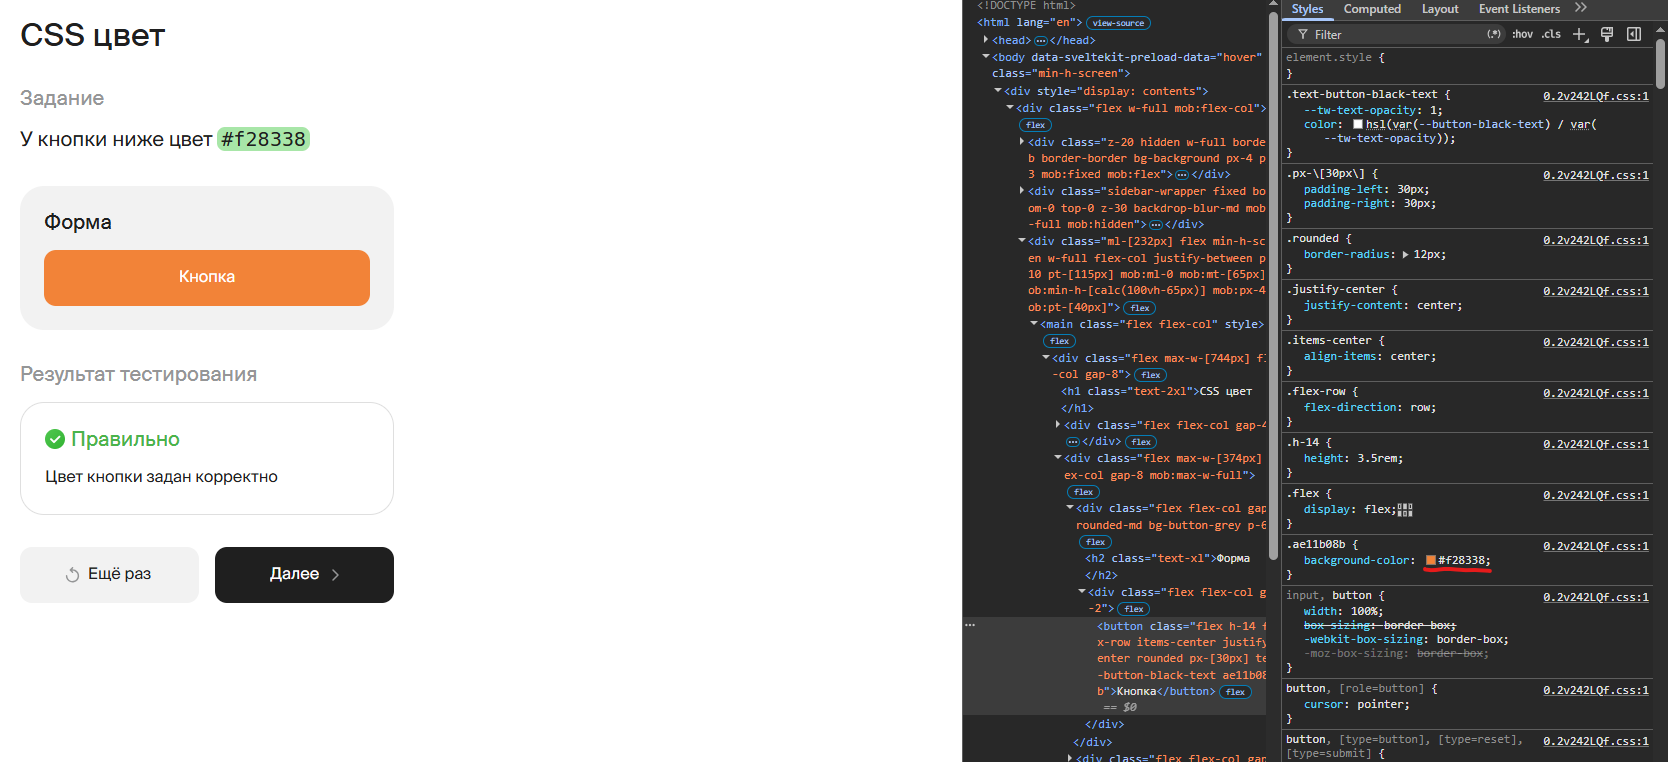 CSS цвет
Задание
У кнопки ниже цвет #f28338
Форма
Кнопка
Результат тестирования
Правильно
Цвет кнопки задан корректно
Ещё раз
Далее
<!DOCTYPE html>
<html lang="en"> view-source
<head> ⋯ </head>
<body data-sveltekit-preload-data="hover"
class="min-h-screen">
<div style="display: contents">
<div class="flex w-full mob:flex-col">
flex
<div class="z-20 hidden w-full borde
b border-border bg-background px-4 p
3 mob:fixed mob:flex"> ⋯ </div>
<div class="sidebar-wrapper fixed bo
om-0 top-0 z-30 backdrop-blur-md mob
-full mob:hidden"> ⋯ </div>
<div class="ml-[232px] flex min-h-sc
en w-full flex-col justify-between p
10 pt-[115px] mob:ml-0 mob:mt-[65px]
ob:min-h-[calc(100vh-65px)] mob:px-4
ob:pt-[40px]"> flex
<main class="flex flex-col" style>
flex
<div class="flex max-w-[744px] fl
-col gap-8"> flex
<h1 class="text-2xl">CSS цвет
</h1>
<div class="flex flex-col gap-4
⋯ </div> flex
<div class="flex max-w-[374px]
ex-col gap-8 mob:max-w-full">
flex
<div class="flex flex-col gap
rounded-md bg-button-grey p-6
flex
<h2 class="text-xl">Форма
</h2>
<div class="flex flex-col g
-2"> flex
⋯ <button class="flex h-14 f
x-row items-center justify
enter rounded px-[30px] te
-button-black-text ae11b08
b">Кнопка</button> flex
== $0
</div>
</div>
<div class="flex flex-col gap
Styles Computed Layout Event Listeners
Filter (.*) :hov .cls
element.style {
}
.text-button-black-text { 0.2v242LQf.css:1
--tw-text-opacity: 1;
color: hsl(var(--button-black-text) / var(
--tw-text-opacity));
}
.px-\[30px\] { 0.2v242LQf.css:1
padding-left: 30px;
padding-right: 30px;
}
.rounded { 0.2v242LQf.css:1
border-radius: 12px;
}
.justify-center { 0.2v242LQf.css:1
justify-content: center;
}
.items-center { 0.2v242LQf.css:1
align-items: center;
}
.flex-row { 0.2v242LQf.css:1
flex-direction: row;
}
.h-14 { 0.2v242LQf.css:1
height: 3.5rem;
}
.flex { 0.2v242LQf.css:1
display: flex;
}
.ae11b08b { 0.2v242LQf.css:1
background-color: #f28338;
}
input, button { 0.2v242LQf.css:1
width: 100%;
box-sizing: border-box;
-webkit-box-sizing: border-box;
-moz-box-sizing: border-box;
}
button, [role=button] { 0.2v242LQf.css:1
cursor: pointer;
}
button, [type=button], [type=reset], 0.2v242LQf.css:1
[type=submit] {